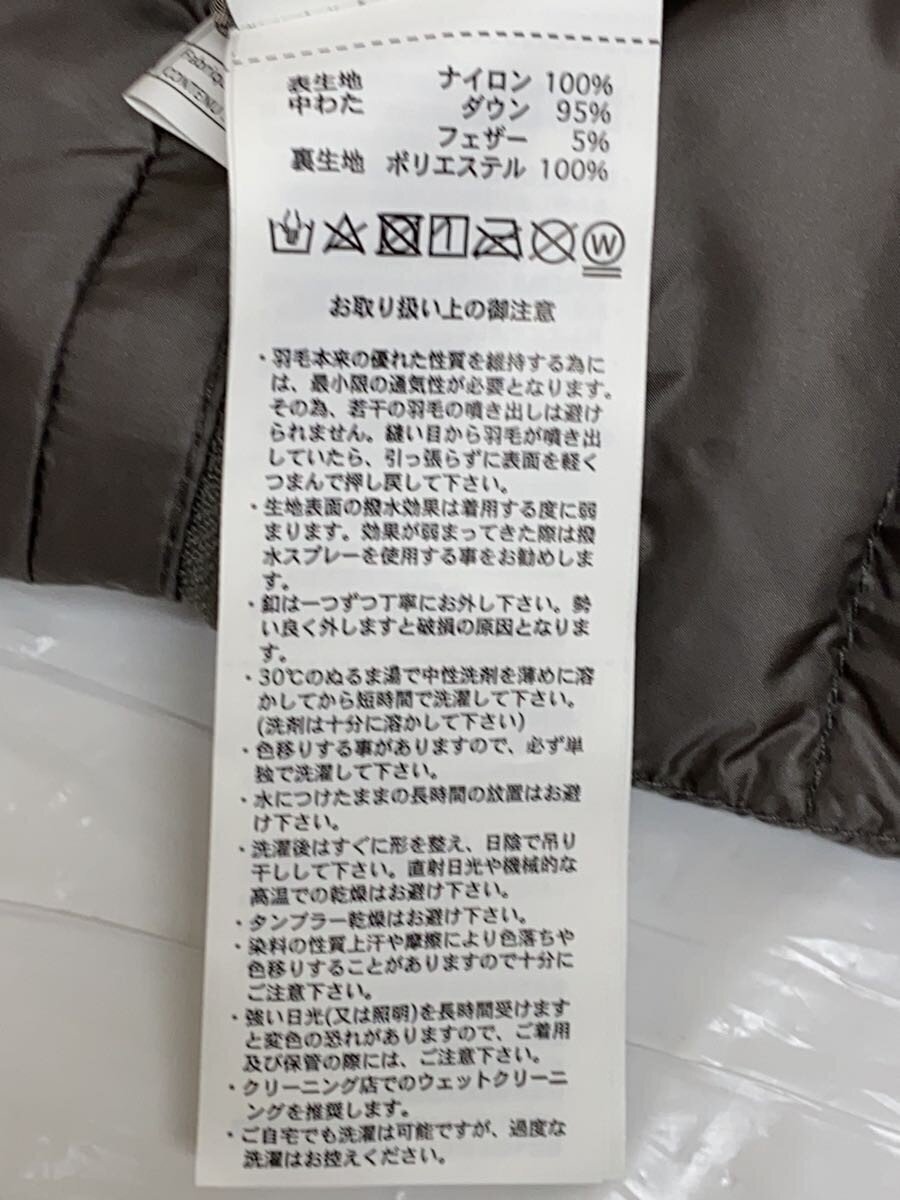 Fabriqu
CONTENU
表生地 ナイロン 100%
中わた ダウン 95%
フェザー 5%
裏生地 ポリエステル 100%
W
お取り扱い上の御注意
・羽毛本来の優れた性質を維持する為に
は、最小限の通気性が必要となります。
その為、若干の羽毛の噴き出しは避け
られません。縫い目から羽毛が噴き出
していたら、引っ張らずに表面を軽く
つまんで押し戻して下さい。
・生地表面の撥水効果は着用する度に弱
まります。効果が弱まってきた際は撥
水スプレーを使用する事をお勧めしま
す。
・釦は一つずつ丁寧にお外し下さい。勢
い良く外しますと破損の原因となりま
す。
・30℃のぬるま湯で中性洗剤を薄めに溶
かしてから短時間で洗濯して下さい。
(洗剤は十分に溶かして下さい)
・色移りする事がありますので、必ず単
独で洗濯して下さい。
・水につけたままの長時間の放置はお避
け下さい。
・洗濯後はすぐに形を整え、日陰で吊り
干しして下さい。直射日光や機械的な
高温での乾燥はお避け下さい。
・タンブラー乾燥はお避け下さい。
・染料の性質上汗や摩擦により色落ちや
色移りすることがありますので十分に
ご注意下さい。
・強い日光(又は照明)を長時間受けます
と変色の恐れがありますので、ご着用
及び保管の際には、ご注意下さい。
・クリーニング店でのウェットクリーニ
ングを推奨します。
・ご自宅でも洗濯は可能ですが、過度な
洗濯はお控えください。